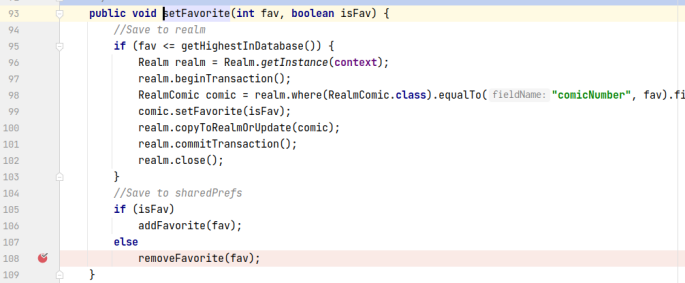 93 public void setFavorite(int fav, boolean isFav) {
94 //Save to realm
95 if (fav <= getHighestInDatabase()) {
96 Realm realm = Realm.getInstance(context);
97 realm.beginTransaction();
98 RealmComic comic = realm.where(RealmComic.class).equalTo( fieldName: "comicNumber", fav).fi
99 comic.setFavorite(isFav);
100 realm.copyToRealmOrUpdate(comic);
101 realm.commitTransaction();
102 realm.close();
103 }
104 //Save to sharedPrefs
105 if (isFav)
106 addFavorite(fav);
107 else
108 removeFavorite(fav);
109 }